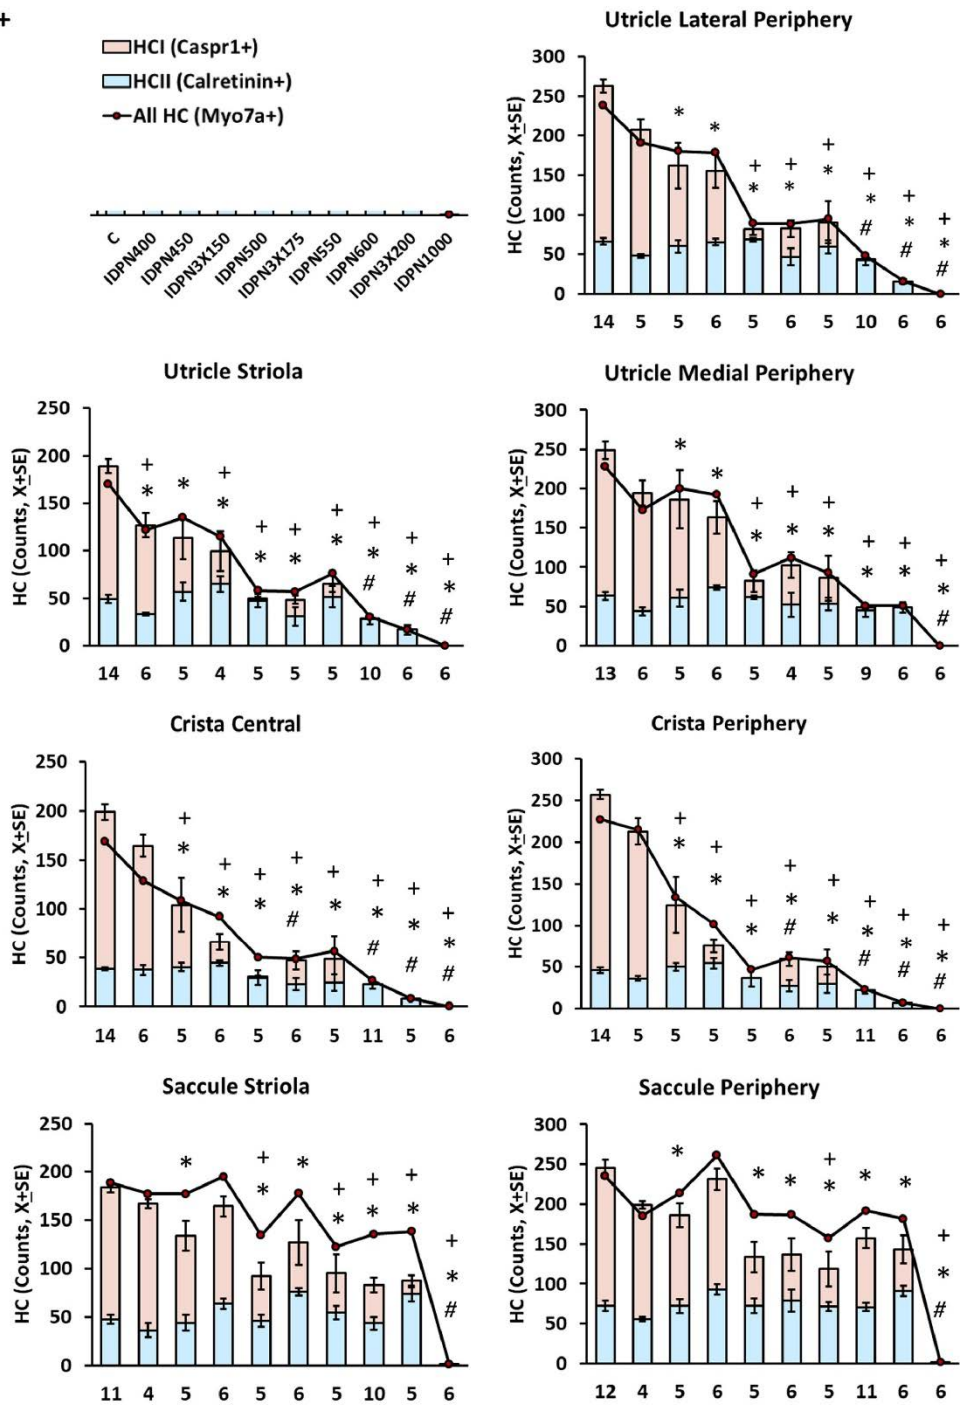 +
HCI (Caspr1+)
HCII (Calretinin+)
All HC (Myo7a+)
C
IDPN400
IDPN450
IDPN3X150
IDPN500
IDPN3X175
IDPN550
IDPN600
IDPN3X200
IDPN1000
Utricle Lateral Periphery
HC (Counts, X+SE)
300
250
200
150
100
50
0
* * + * + * + * + * # + * # + * #
14 5 5 6 5 6 5 10 6 6
Utricle Striola
HC (Counts, X+SE)
250
200
150
100
50
0
+ * * + * + * + * + * + * # + * # + * #
14 6 5 4 5 5 5 10 6 6
Utricle Medial Periphery
HC (Counts, X+SE)
300
250
200
150
100
50
0
* * + * + * + * + * + * + * #
13 6 5 6 5 4 5 9 6 6
Crista Central
HC (Counts, X+SE)
250
200
150
100
50
0
+ * + * + * + * # + * + * # + * # + * #
14 6 5 6 5 6 5 11 5 6
Crista Periphery
HC (Counts, X+SE)
300
250
200
150
100
50
0
+ * + * + * + * # + * + * # + * # + * #
14 5 5 5 5 6 5 11 6 6
Saccule Striola
HC (Counts, X+SE)
250
200
150
100
50
0
* + * * + * + * + * + * #
11 4 5 6 5 6 5 10 5 6
Saccule Periphery
HC (Counts, X+SE)
300
250
200
150
100
50
0
* * * + * * * + * #
12 4 5 6 5 6 5 11 6 6